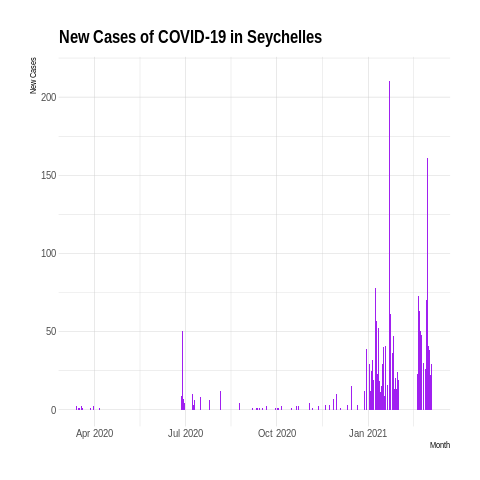 New Cases of COVID-19 in Seychelles
New Cases
200
150
100
50
0
Apr 2020 Jul 2020 Oct 2020 Jan 2021
Month